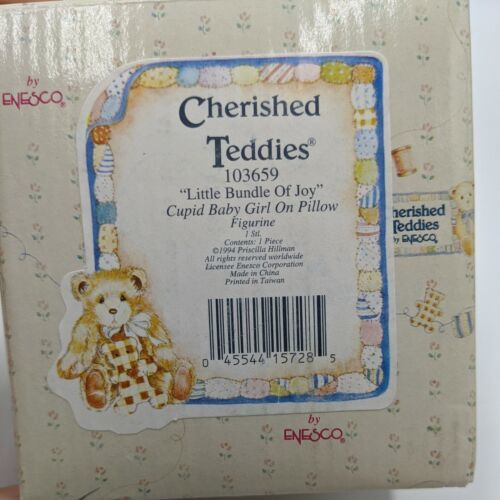 by
ENESCO®
Cherished
Teddies®
103659
"Little Bundle Of Joy"
Cupid Baby Girl On Pillow
Figurine
1 Stl.
Contents: 1 Piece
©1994 Priscilla Hillman
All rights reserved worldwide
Licensee Enesco Corporation
Made in China
Printed in Taiwan
0 45544 15728 5
herished
Teddies
by ENESCO®
by
ENESCO®